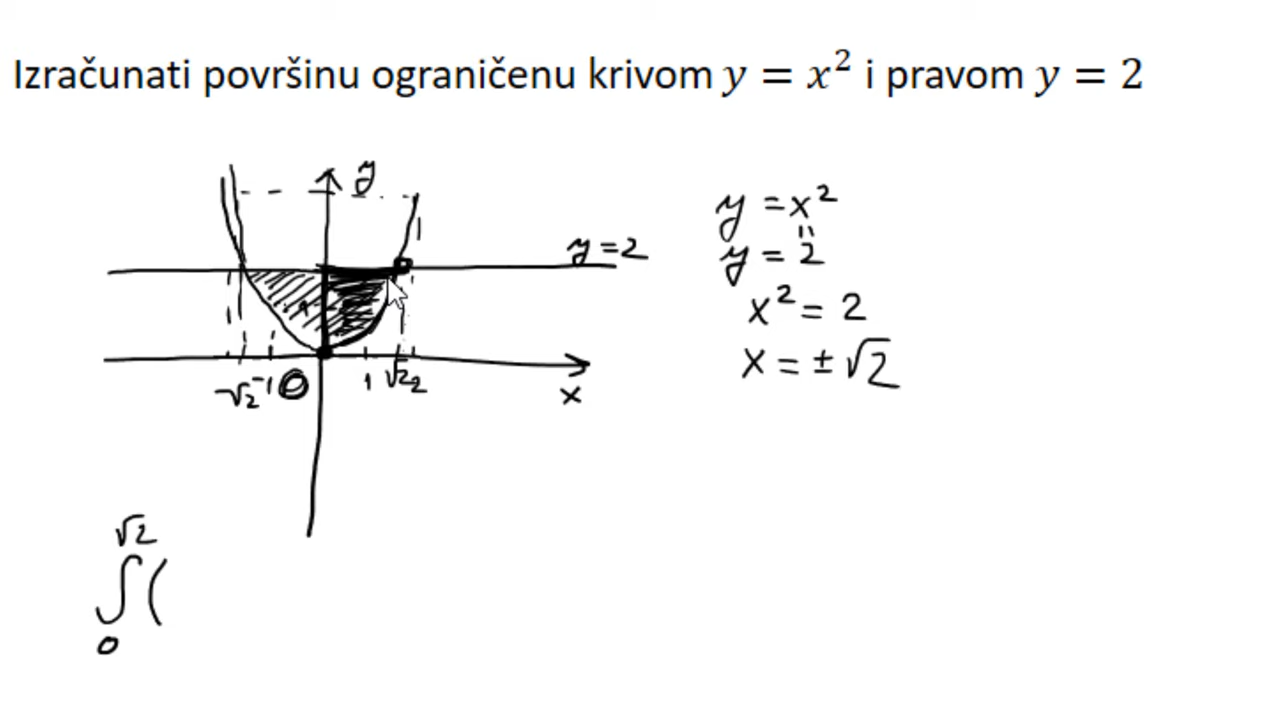 Izračunati površinu ograničenu krivom y = x² i pravom y = 2
y
y = 2
-√2 -1 0 1 √2 2
x
y = x²
y = 2
x² = 2
x = ± √2
√2
∫ (
0